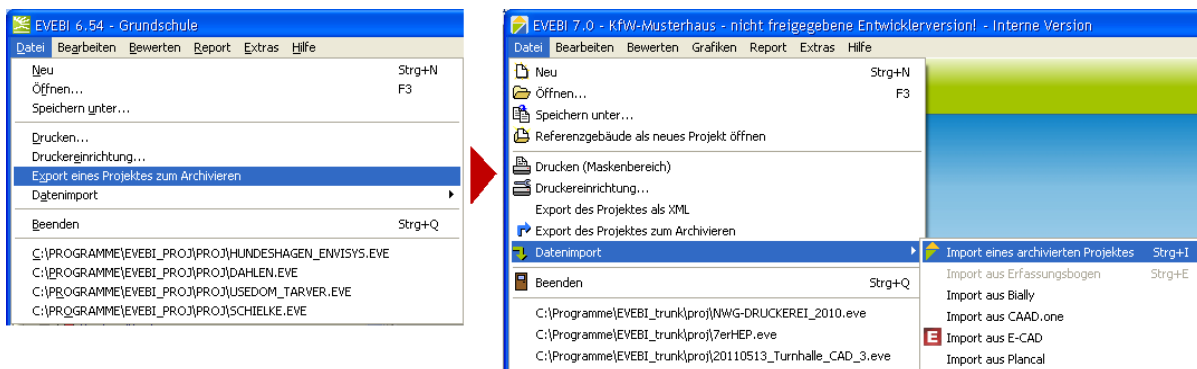 EVEBI 6.54 - Grundschule
Datei Bearbeiten Bewerten Report Extras Hilfe
Neu Strg+N
Öffnen... F3
Speichern unter...
Drucken...
Druckereinrichtung...
Export eines Projektes zum Archivieren
Datenimport
Beenden Strg+Q
C:\PROGRAMME\EVEBI_PROJ\PROJ\HUNDESHAGEN_ENVISYS.EVE
C:\PROGRAMME\EVEBI_PROJ\PROJ\DAHLEN.EVE
C:\PROGRAMME\EVEBI_PROJ\PROJ\USEDOM_TARVER.EVE
C:\PROGRAMME\EVEBI_PROJ\PROJ\SCHIELKE.EVE
EVEBI 7.0 - KfW-Musterhaus - nicht freigegebene Entwicklerversion! - Interne Version
Datei Bearbeiten Bewerten Grafiken Report Extras Hilfe
Neu Strg+N
Öffnen... F3
Speichern unter...
Referenzgebäude als neues Projekt öffnen
Drucken (Maskenbereich)
Druckereinrichtung...
Export des Projektes als XML
Export des Projektes zum Archivieren
Datenimport
Beenden Strg+Q
C:\Programme\EVEBI_trunk\proj\NWG-DRUCKEREI_2010.eve
C:\Programme\EVEBI_trunk\proj\7erHEP.eve
C:\Programme\EVEBI_trunk\proj\20110513_Turnhalle_CAD_3.eve
Import eines archivierten Projektes Strg+I
Import aus Erfassungsbogen Strg+E
Import aus Bially
Import aus CAAD.one
E Import aus E-CAD
Import aus Plancal